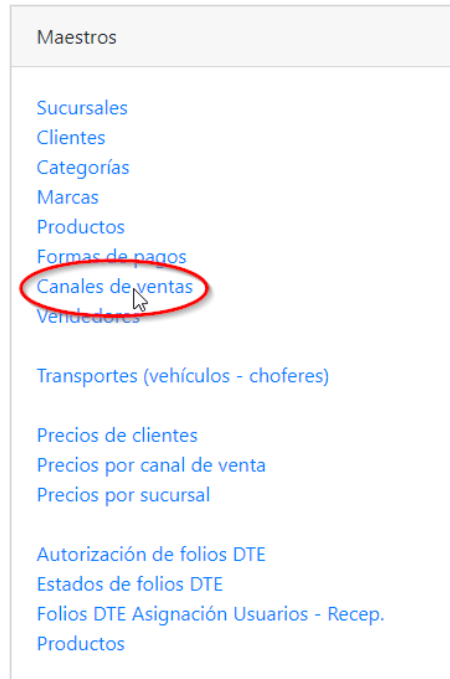 Maestros
Sucursales
Clientes
Categorías
Marcas
Productos
Formas de pagos
Canales de ventas
Vendedores
Transportes (vehículos - choferes)
Precios de clientes
Precios por canal de venta
Precios por sucursal
Autorización de folios DTE
Estados de folios DTE
Folios DTE Asignación Usuarios - Recep.
Productos